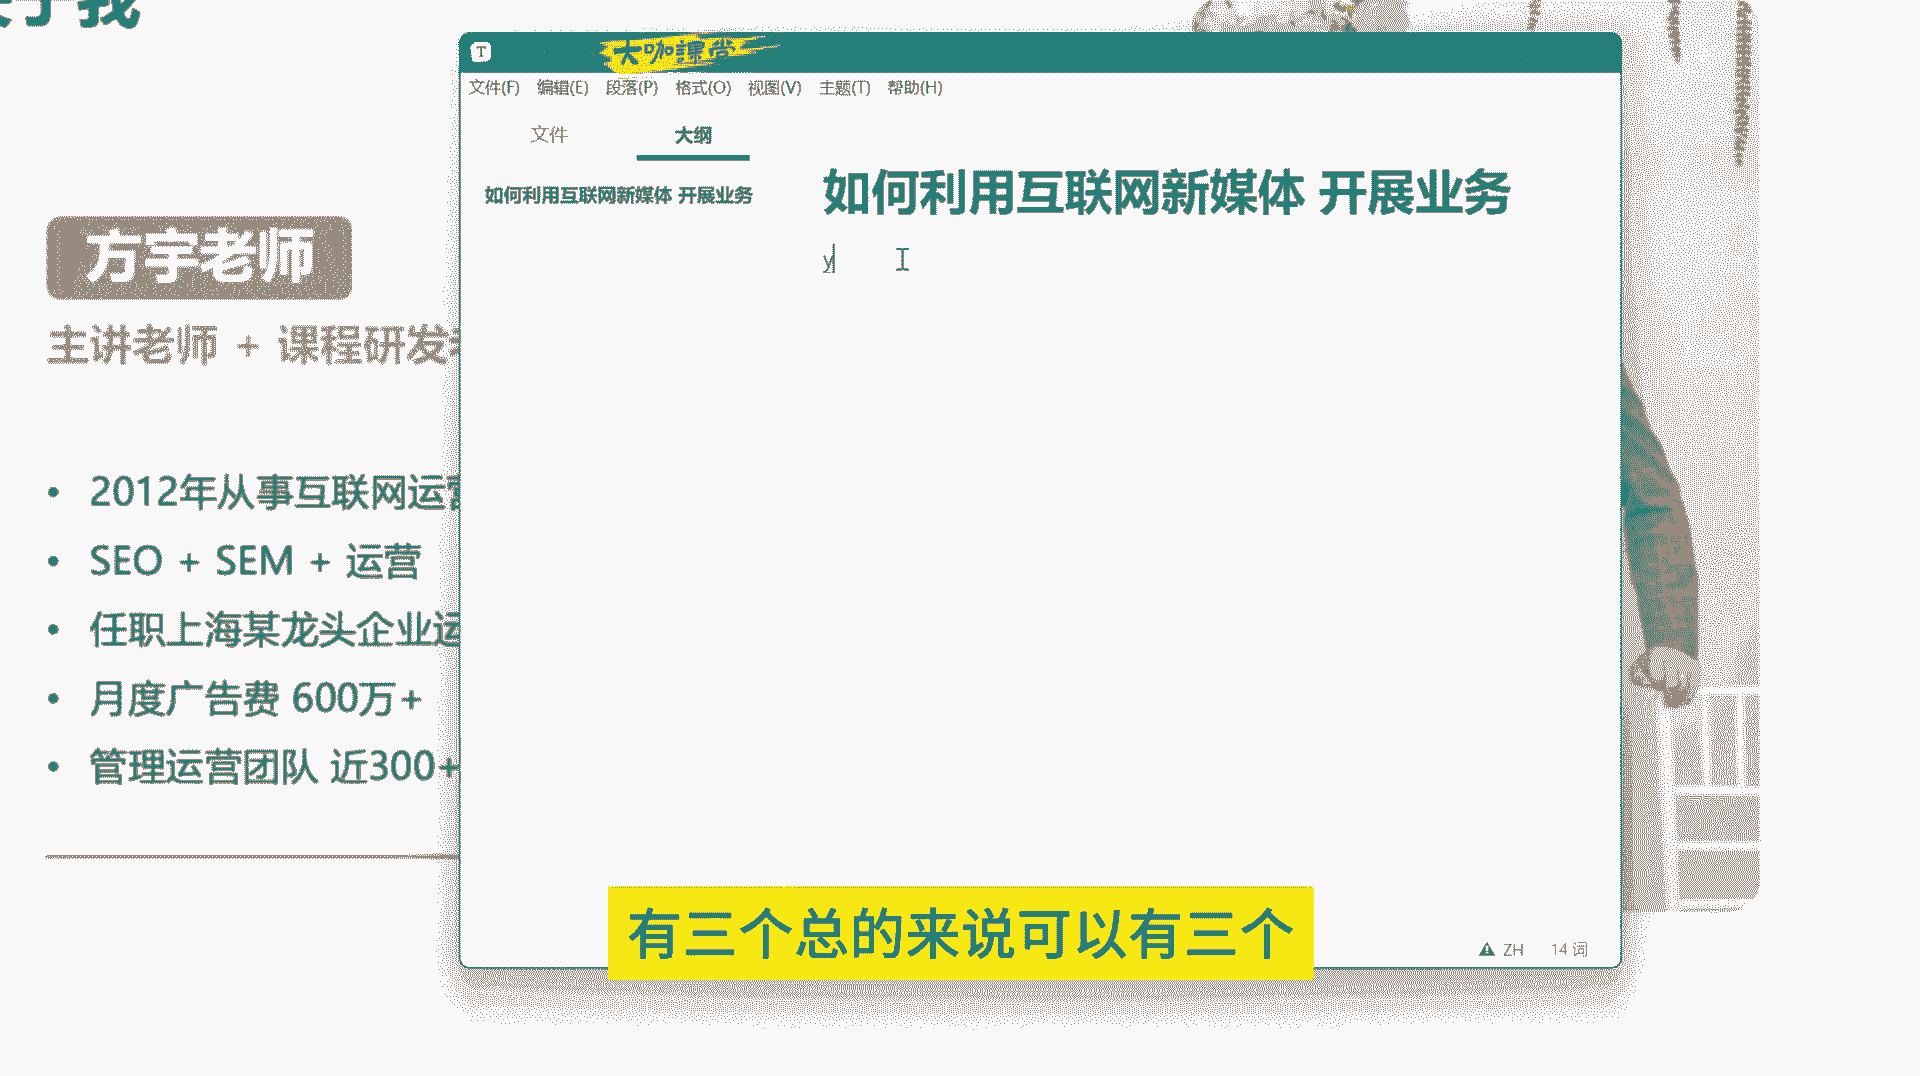 于我
方宇老师
主讲老师 + 课程研发
2012年从事互联网运营
SEO + SEM + 运营
任职上海某龙头企业运
月度广告费 600万+
管理运营团队 近300+
T
大咖课堂
文件(F) 编辑(E) 段落(P) 格式(O) 视图(V) 主题(T) 帮助(H)
文件 大纲
如何利用互联网新媒体 开展业务
如何利用互联网新媒体 开展业务
y
ZH 14 词
有三个总的来说可以有三个